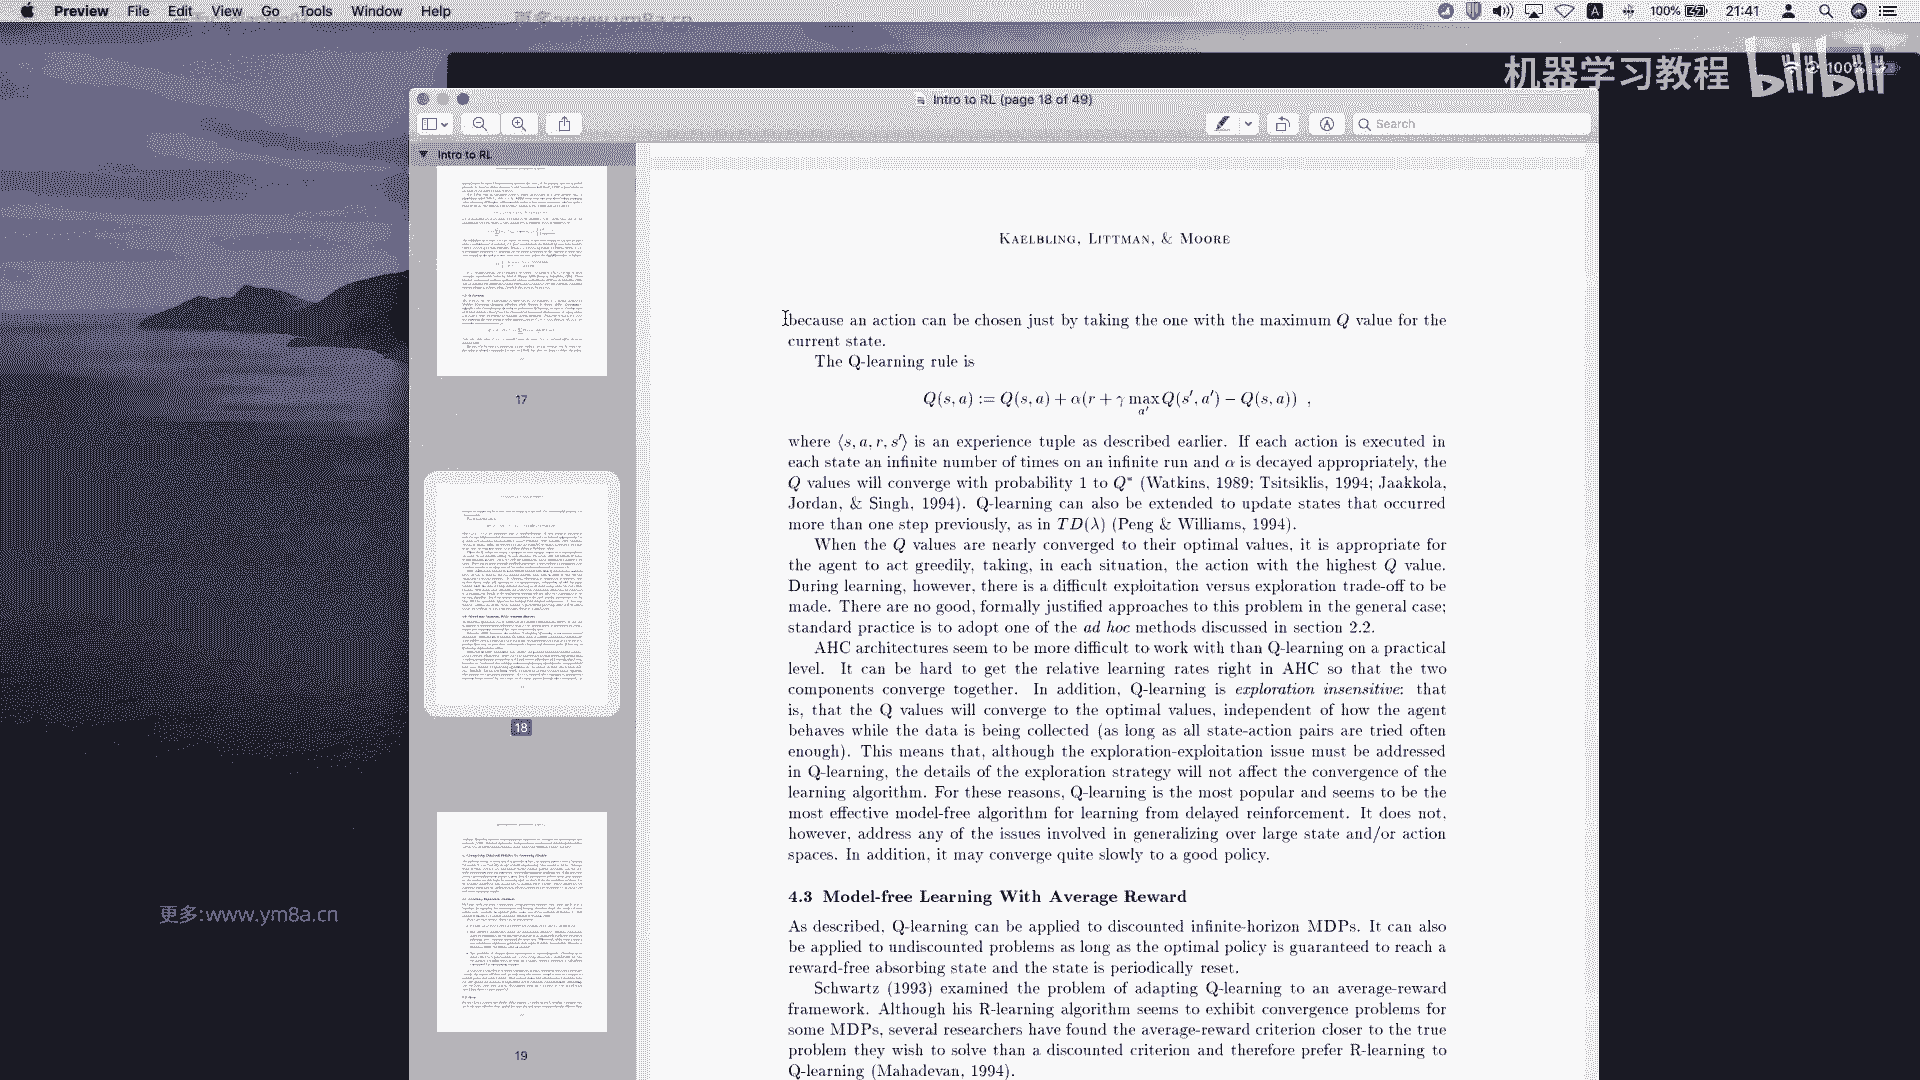 Preview File Edit View Go Tools Window Help
更多:www.ym8a.cn
A 100% 21:41
机器学习教程 bilibili
100%
Intro to RL (page 18 of 49)
Search
Intro to RL
17
18
19
KAELBLING, LITTMAN, & MOORE
because an action can be chosen just by taking the one with the maximum Q value for the
current state.
The Q-learning rule is
Q(s, a) := Q(s, a) + α(r + γ max Q(s′, a′) − Q(s, a)) ,
a′
where ⟨s, a, r, s′⟩ is an experience tuple as described earlier. If each action is executed in
each state an infinite number of times on an infinite run and α is decayed appropriately, the
Q values will converge with probability 1 to Q* (Watkins, 1989; Tsitsiklis, 1994; Jaakkola,
Jordan, & Singh, 1994). Q-learning can also be extended to update states that occurred
more than one step previously, as in TD(λ) (Peng & Williams, 1994).
When the Q values are nearly converged to their optimal values, it is appropriate for
the agent to act greedily, taking, in each situation, the action with the highest Q value.
During learning, however, there is a difficult exploitation versus exploration trade-off to be
made. There are no good, formally justified approaches to this problem in the general case;
standard practice is to adopt one of the ad hoc methods discussed in section 2.2.
AHC architectures seem to be more difficult to work with than Q-learning on a practical
level. It can be hard to get the relative learning rates right in AHC so that the two
components converge together. In addition, Q-learning is exploration insensitive: that
is, that the Q values will converge to the optimal values, independent of how the agent
behaves while the data is being collected (as long as all state-action pairs are tried often
enough). This means that, although the exploration-exploitation issue must be addressed
in Q-learning, the details of the exploration strategy will not affect the convergence of the
learning algorithm. For these reasons, Q-learning is the most popular and seems to be the
most effective model-free algorithm for learning from delayed reinforcement. It does not,
however, address any of the issues involved in generalizing over large state and/or action
spaces. In addition, it may converge quite slowly to a good policy.
4.3 Model-free Learning With Average Reward
As described, Q-learning can be applied to discounted infinite-horizon MDPs. It can also
be applied to undiscounted problems as long as the optimal policy is guaranteed to reach a
reward-free absorbing state and the state is periodically reset.
Schwartz (1993) examined the problem of adapting Q-learning to an average-reward
framework. Although his R-learning algorithm seems to exhibit convergence problems for
some MDPs, several researchers have found the average-reward criterion closer to the true
problem they wish to solve than a discounted criterion and therefore prefer R-learning to
Q-learning (Mahadevan, 1994).
更多:www.ym8a.cn